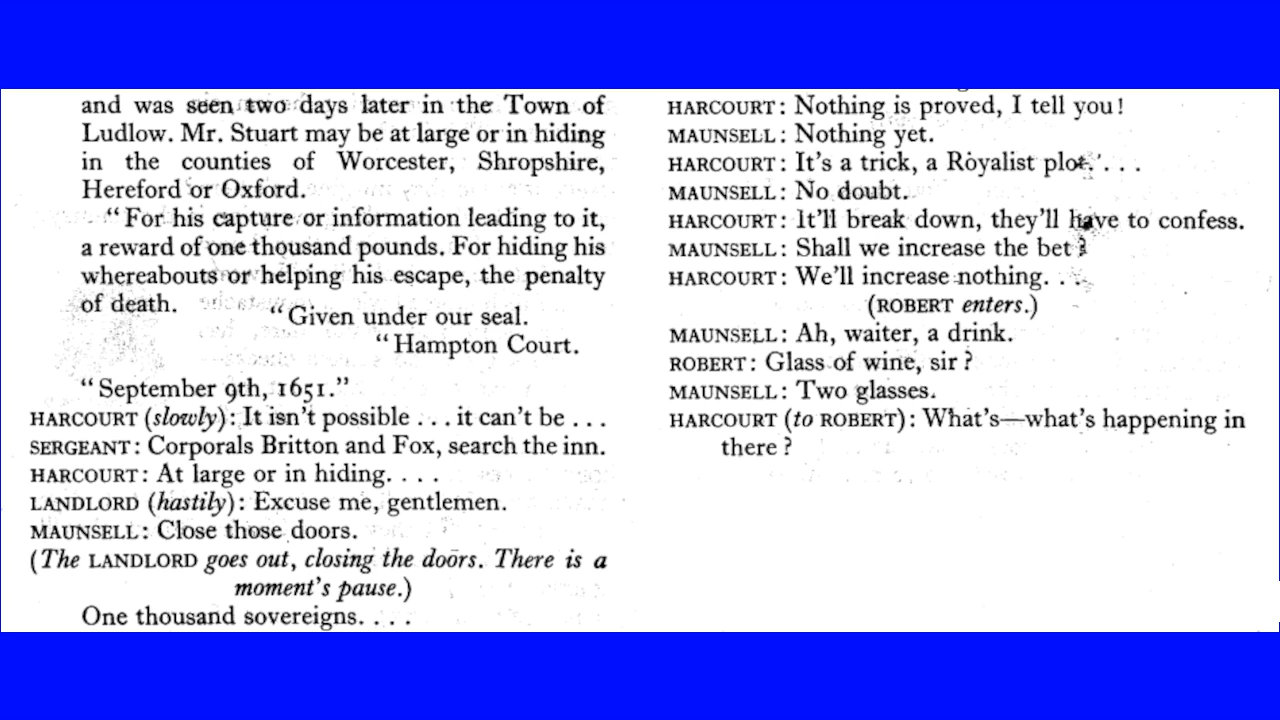 and was seen two days later in the Town of
Ludlow. Mr. Stuart may be at large or in hiding
in the counties of Worcester, Shropshire,
Hereford or Oxford.
“For his capture or information leading to it,
a reward of one thousand pounds. For hiding his
whereabouts or helping his escape, the penalty
of death.
“Given under our seal.
“Hampton Court.
“September 9th, 1651.”
HARCOURT (slowly): It isn’t possible . . . it can’t be . . .
SERGEANT: Corporals Britton and Fox, search the inn.
HARCOURT: At large or in hiding. . . .
LANDLORD (hastily): Excuse me, gentlemen.
MAUNSELL: Close those doors.
(The LANDLORD goes out, closing the doors. There is a
moment’s pause.)
One thousand sovereigns. . . .
HARCOURT: Nothing is proved, I tell you!
MAUNSELL: Nothing yet.
HARCOURT: It’s a trick, a Royalist plot. . . .
MAUNSELL: No doubt.
HARCOURT: It’ll break down, they’ll have to confess.
MAUNSELL: Shall we increase the bet?
HARCOURT: We’ll increase nothing. . . .
(ROBERT enters.)
MAUNSELL: Ah, waiter, a drink.
ROBERT: Glass of wine, sir?
MAUNSELL: Two glasses.
HARCOURT (to ROBERT): What’s—what’s happening in
there?